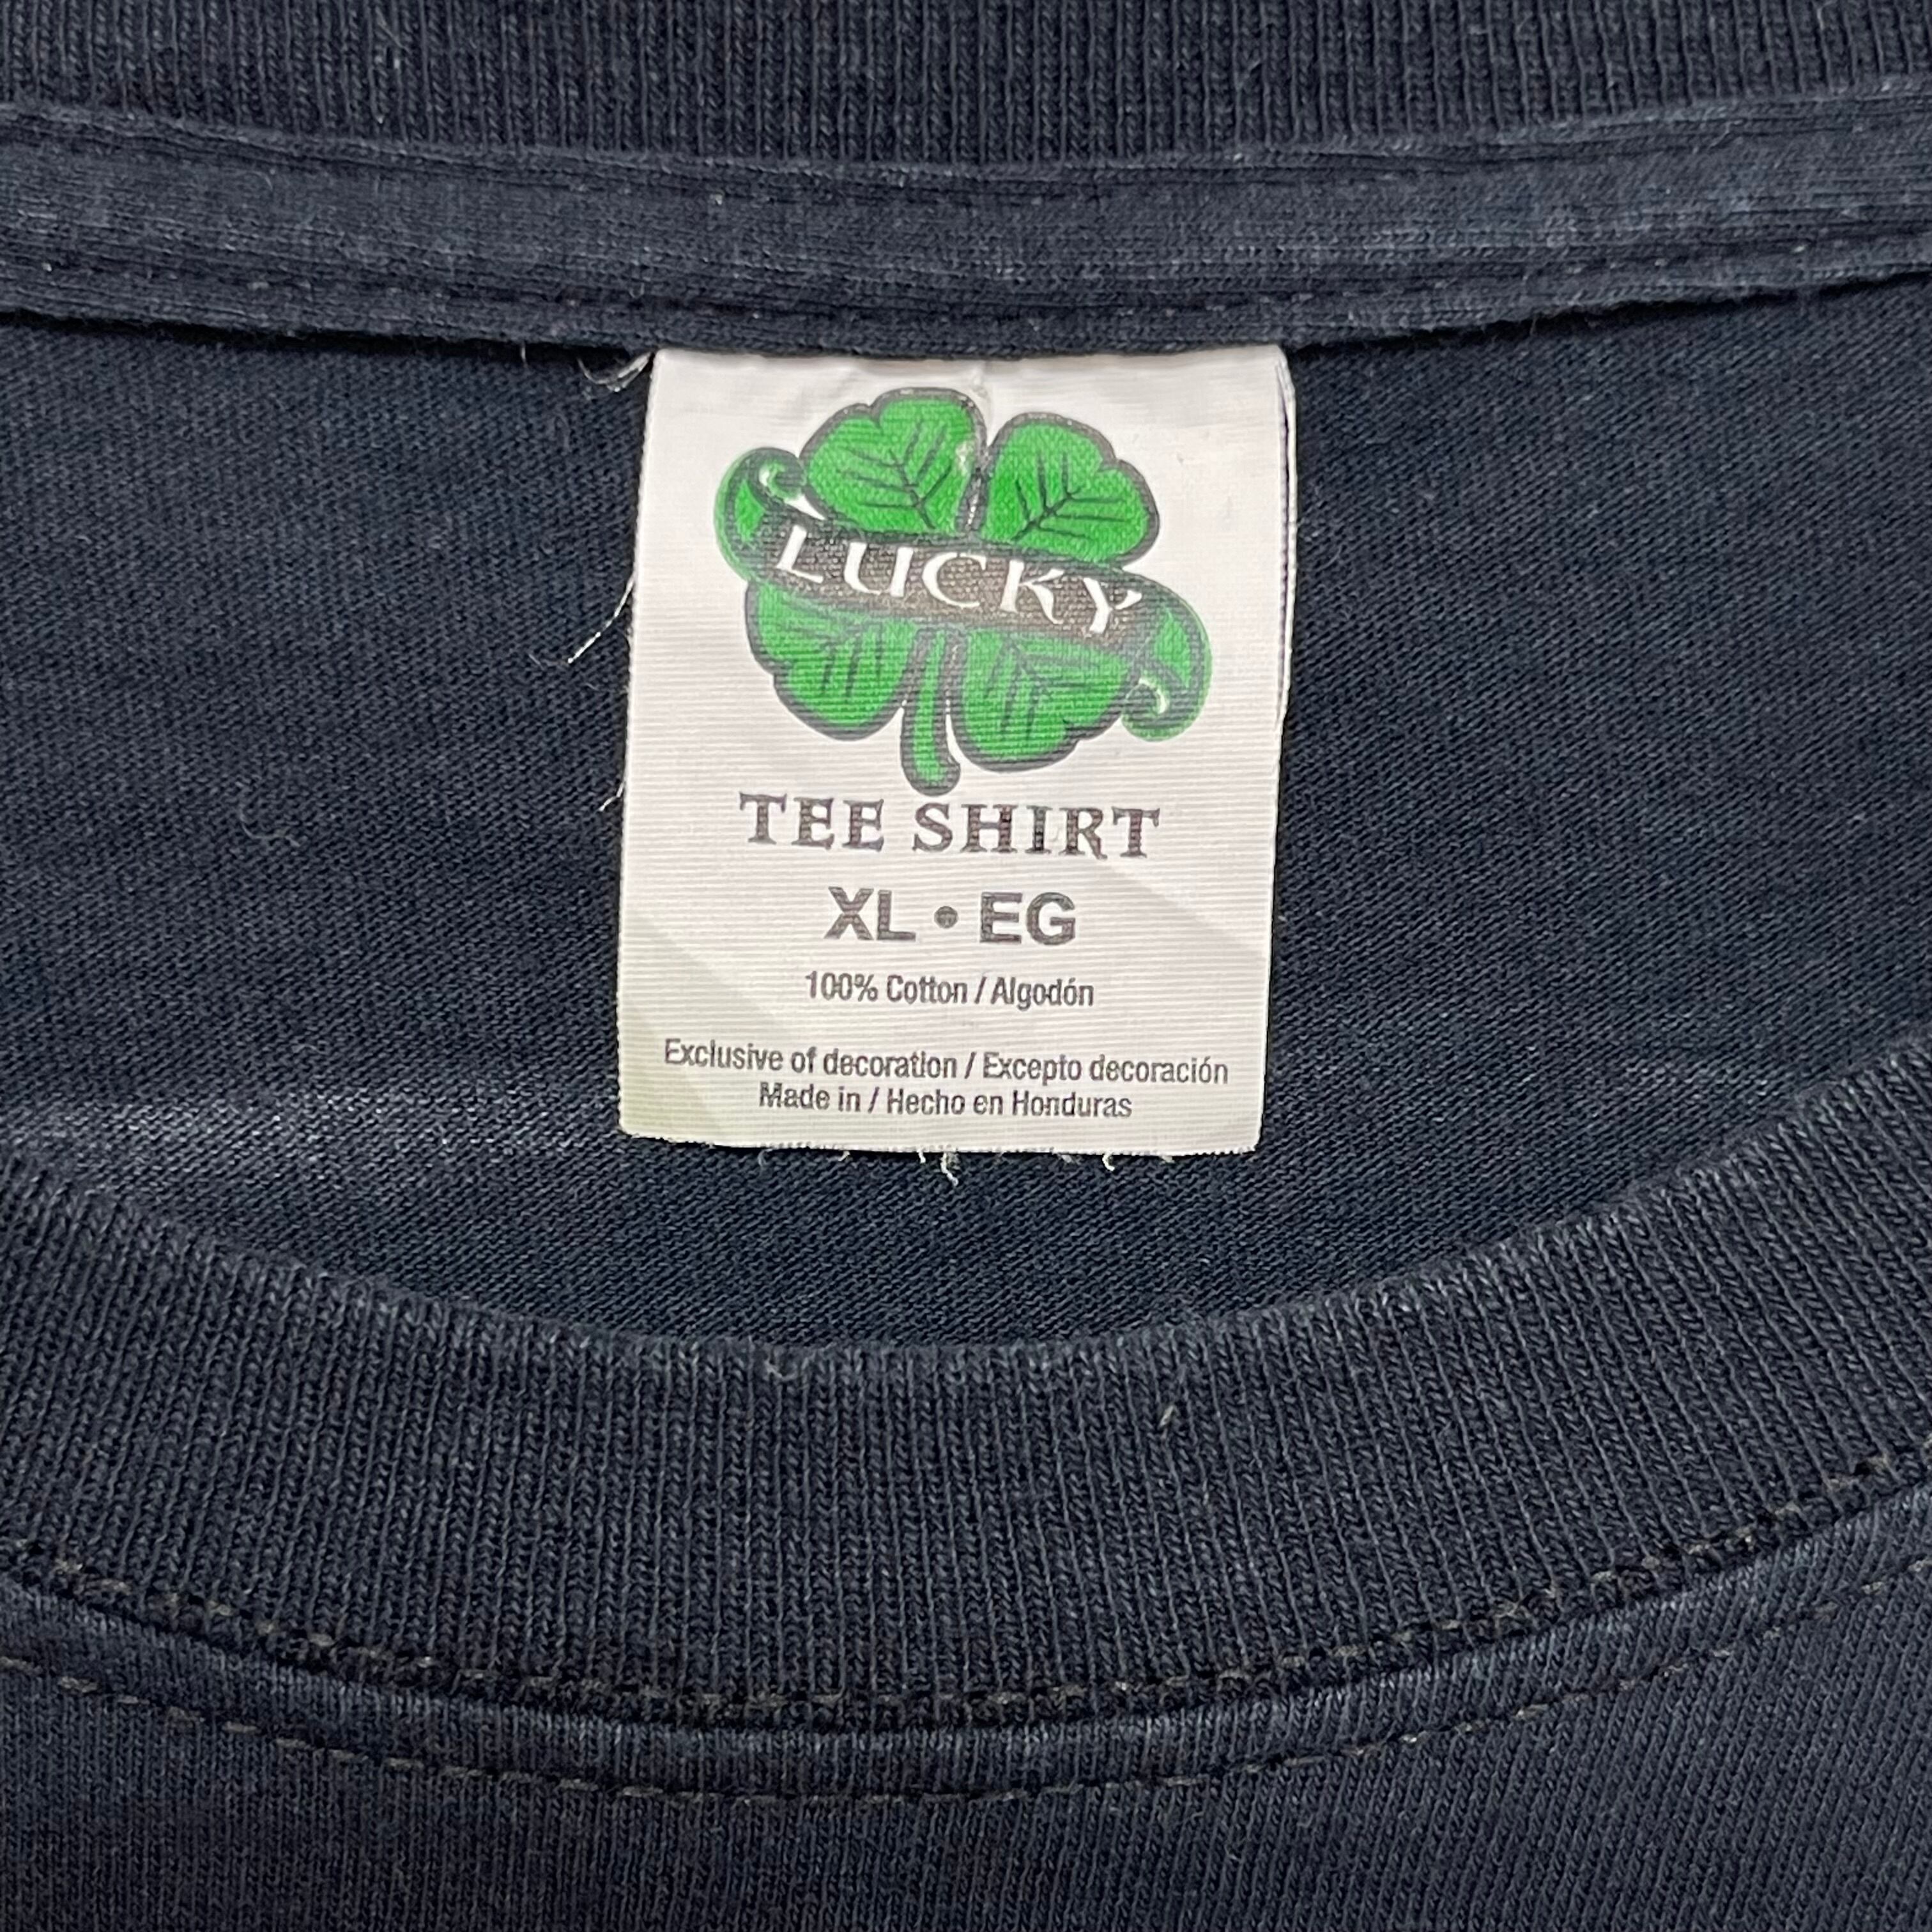 LUCKY
TEE SHIRT
XL • EG
100% Cotton / Algodón
Exclusive of decoration / Excepto decoración
Made in / Hecho en Honduras